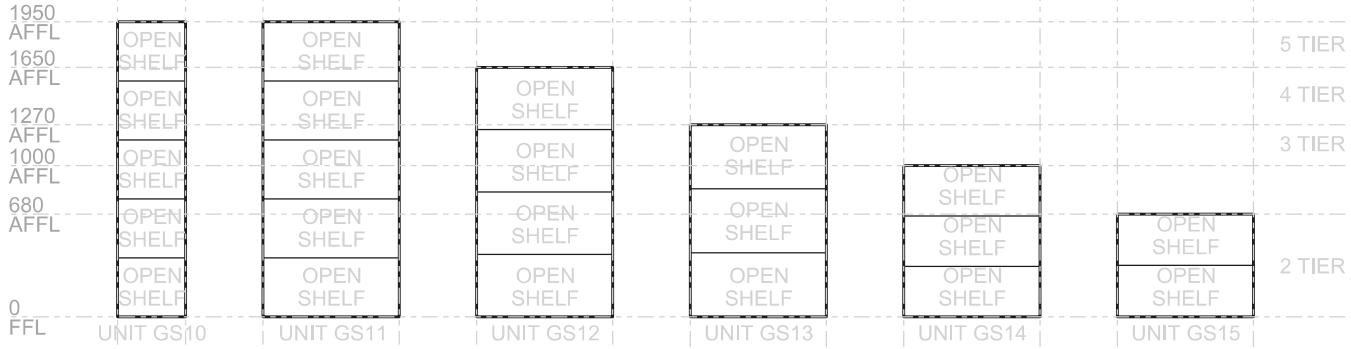 1950
AFFL
1650
AFFL
1270
AFFL
1000
AFFL
680
AFFL
0
FFL
OPEN
SHELF
OPEN
SHELF
OPEN
SHELF
OPEN
SHELF
OPEN
SHELF
UNIT GS10
OPEN
SHELF
OPEN
SHELF
OPEN
SHELF
OPEN
SHELF
OPEN
SHELF
UNIT GS11
OPEN
SHELF
OPEN
SHELF
OPEN
SHELF
OPEN
SHELF
UNIT GS12
OPEN
SHELF
OPEN
SHELF
OPEN
SHELF
UNIT GS13
OPEN
SHELF
OPEN
SHELF
OPEN
SHELF
UNIT GS14
OPEN
SHELF
OPEN
SHELF
UNIT GS15
5 TIER
4 TIER
3 TIER
2 TIER